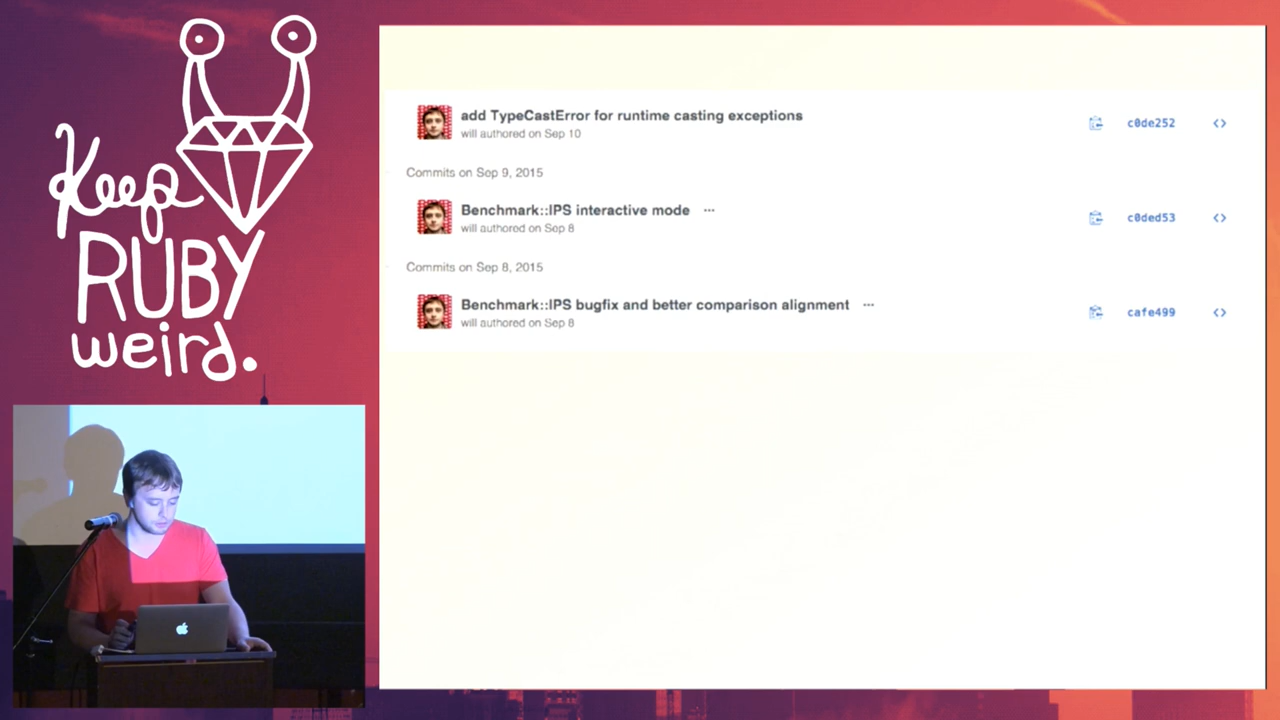 Keep
RUBY
weird.
add TypeCastError for runtime casting exceptions
will authored on Sep 10
c0de252
<>
Commits on Sep 9, 2015
Benchmark::IPS interactive mode ...
will authored on Sep 8
c0ded53
<>
Commits on Sep 8, 2015
Benchmark::IPS bugfix and better comparison alignment ...
will authored on Sep 8
cafe499
<>